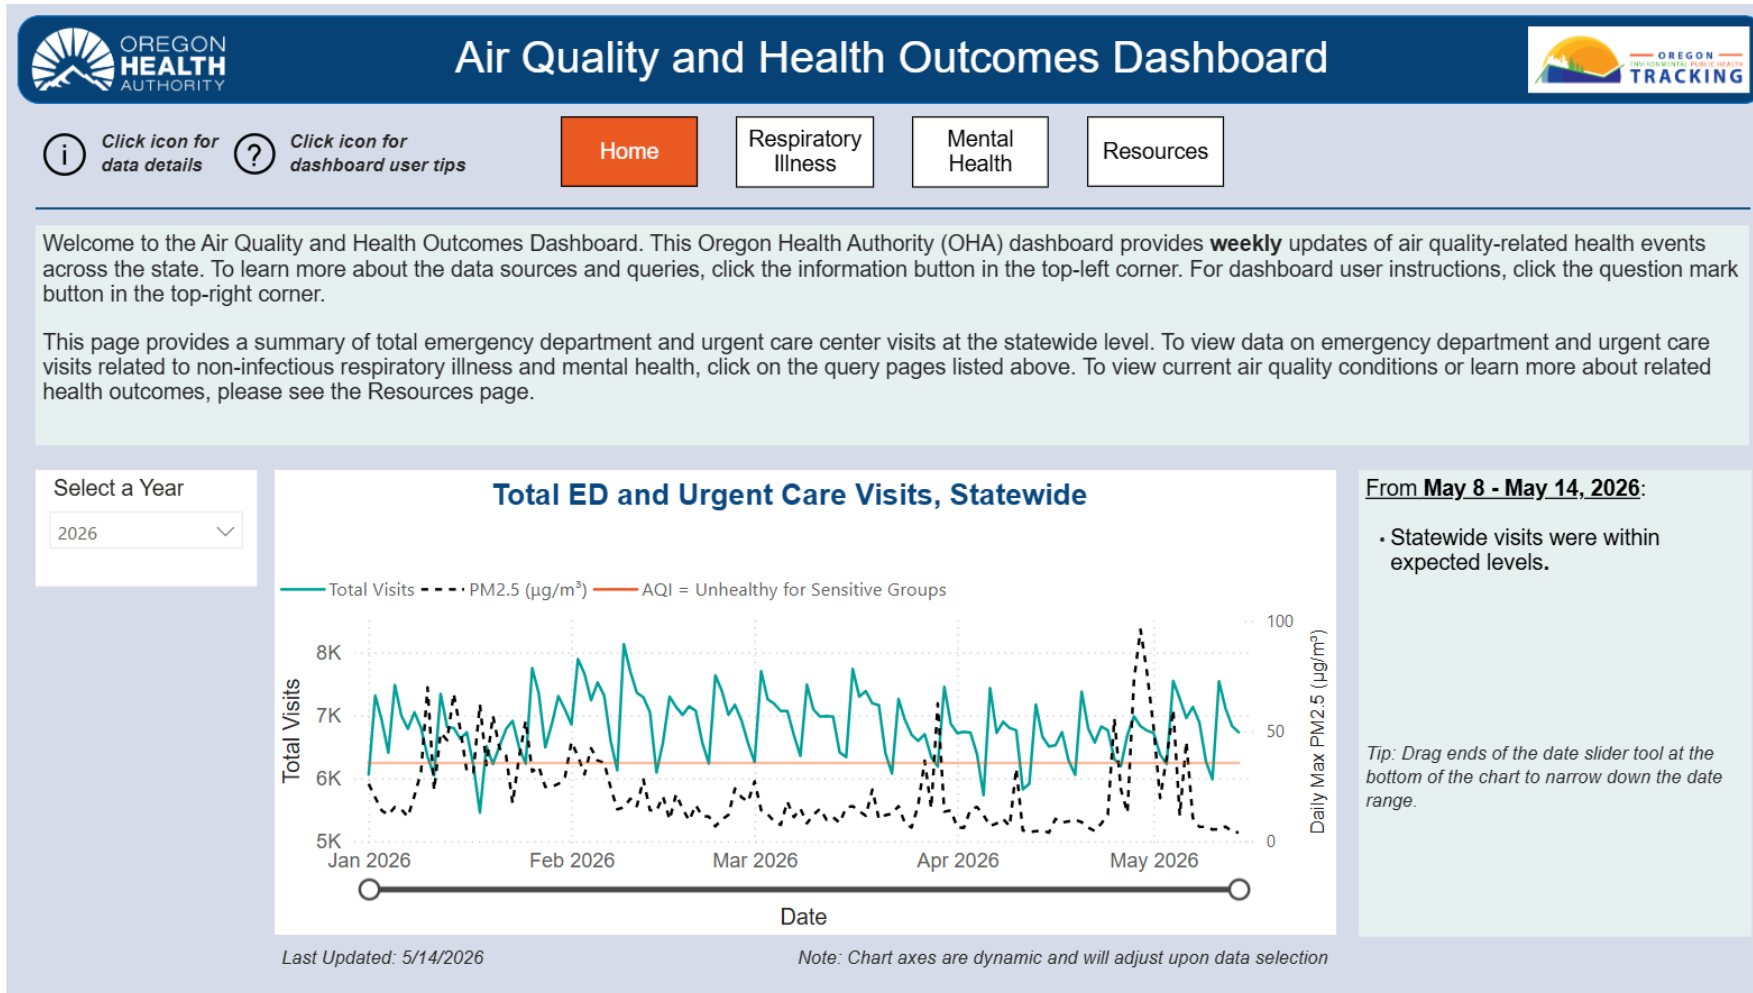 OREGON
HEALTH
AUTHORITY
Air Quality and Health Outcomes Dashboard
OREGON
ENVIRONMENTAL PUBLIC HEALTH
TRACKING
i
Click icon for
data details
?
Click icon for
dashboard user tips
Home
Respiratory
Illness
Mental
Health
Resources
Welcome to the Air Quality and Health Outcomes Dashboard. This Oregon Health Authority (OHA) dashboard provides weekly updates of air quality-related health events
across the state. To learn more about the data sources and queries, click the information button in the top-left corner. For dashboard user instructions, click the question mark
button in the top-right corner.
This page provides a summary of total emergency department and urgent care center visits at the statewide level. To view data on emergency department and urgent care
visits related to non-infectious respiratory illness and mental health, click on the query pages listed above. To view current air quality conditions or learn more about related
health outcomes, please see the Resources page.
Select a Year
2026
Total ED and Urgent Care Visits, Statewide
Total Visits
PM2.5 (µg/m³)
AQI = Unhealthy for Sensitive Groups
Total Visits
8K
7K
6K
5K
100
50
0
Daily Max PM2.5 (µg/m³)
Jan 2026
Feb 2026
Mar 2026
Apr 2026
May 2026
Date
Last Updated: 5/14/2026
Note: Chart axes are dynamic and will adjust upon data selection
From May 8 - May 14, 2026:
• Statewide visits were within
expected levels.
Tip: Drag ends of the date slider tool at the
bottom of the chart to narrow down the date
range.